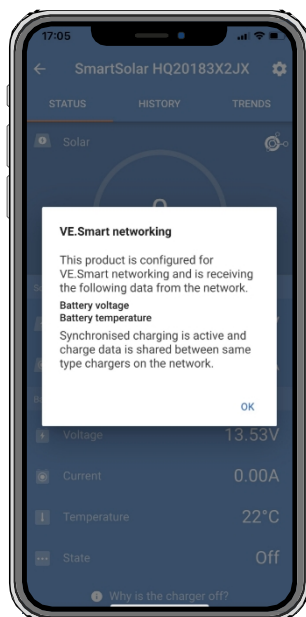 17:05
SmartSolar HQ20183X2JX
STATUS HISTORY TRENDS
Solar
VE.Smart networking
This product is configured for
VE.Smart networking and is receiving
the following data from the network.
Battery voltage
Battery temperature
Synchronised charging is active and
charge data is shared between same
type chargers on the network.
OK
Voltage 13.53V
Current 0.00A
Temperature 22°C
State Off
Why is the charger off?